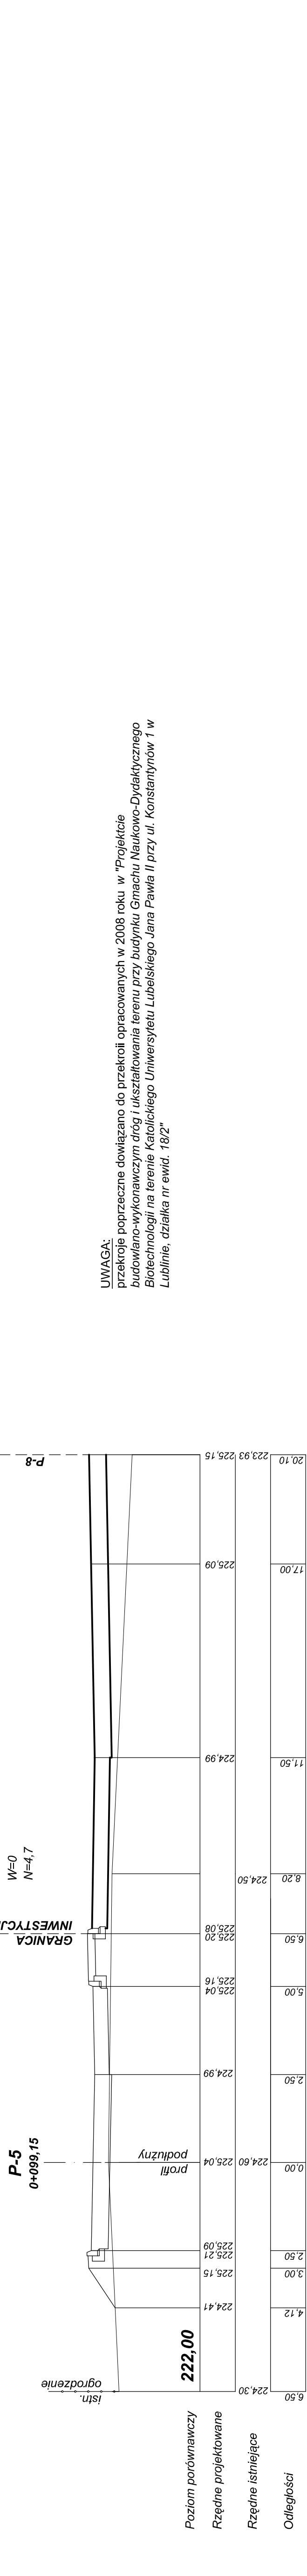 P-5
0+099,15
W=0
N=4,7
GRANICA
INWESTYCJI
P-8
istn.
ogrodzenie
profil
podłużny
Poziom porównawczy
222,00
Rzędne projektowane
224,41
225,15
225,21
225,09
225,04
224,99
225,04
225,16
225,20
225,08
224,99
225,09
225,15
Rzędne istniejące
224,30
224,60
224,50
223,93
Odległości
6,50
4,12
3,00
2,50
0,00
2,50
5,00
6,50
8,20
11,50
17,00
20,10
UWAGA:
przekroje poprzeczne dowiązano do przekroii opracowanych w 2008 roku w "Projektcie
budowlano-wykonawczym dróg i ukształtowania terenu przy budynku Gmachu Naukowo-Dydaktycznego
Biotechnologii na terenie Katolickiego Uniwersytetu Lubelskiego Jana Pawła II przy ul. Konstantynów 1 w
Lublinie, działka nr ewid. 18/2"